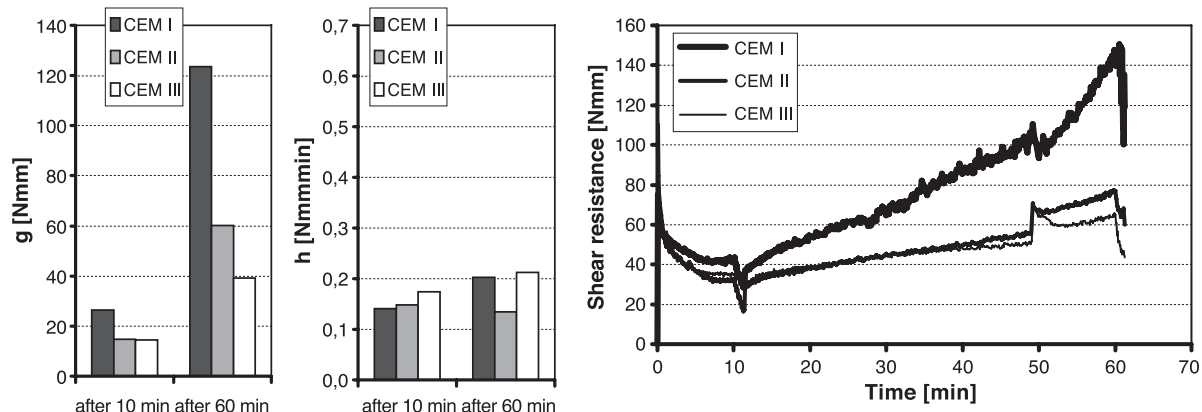 g [Nmm]
140
120
100
80
60
40
20
0
CEM I
CEM II
CEM III
after 10 min after 60 min
h [Nmmmin]
0,7
0,6
0,5
0,4
0,3
0,2
0,1
0,0
CEM I
CEM II
CEM III
after 10 min after 60 min
Shear resistance [Nmm]
160
140
120
100
80
60
40
20
0
CEM I
CEM II
CEM III
0 10 20 30 40 50 60 70
Time [min]